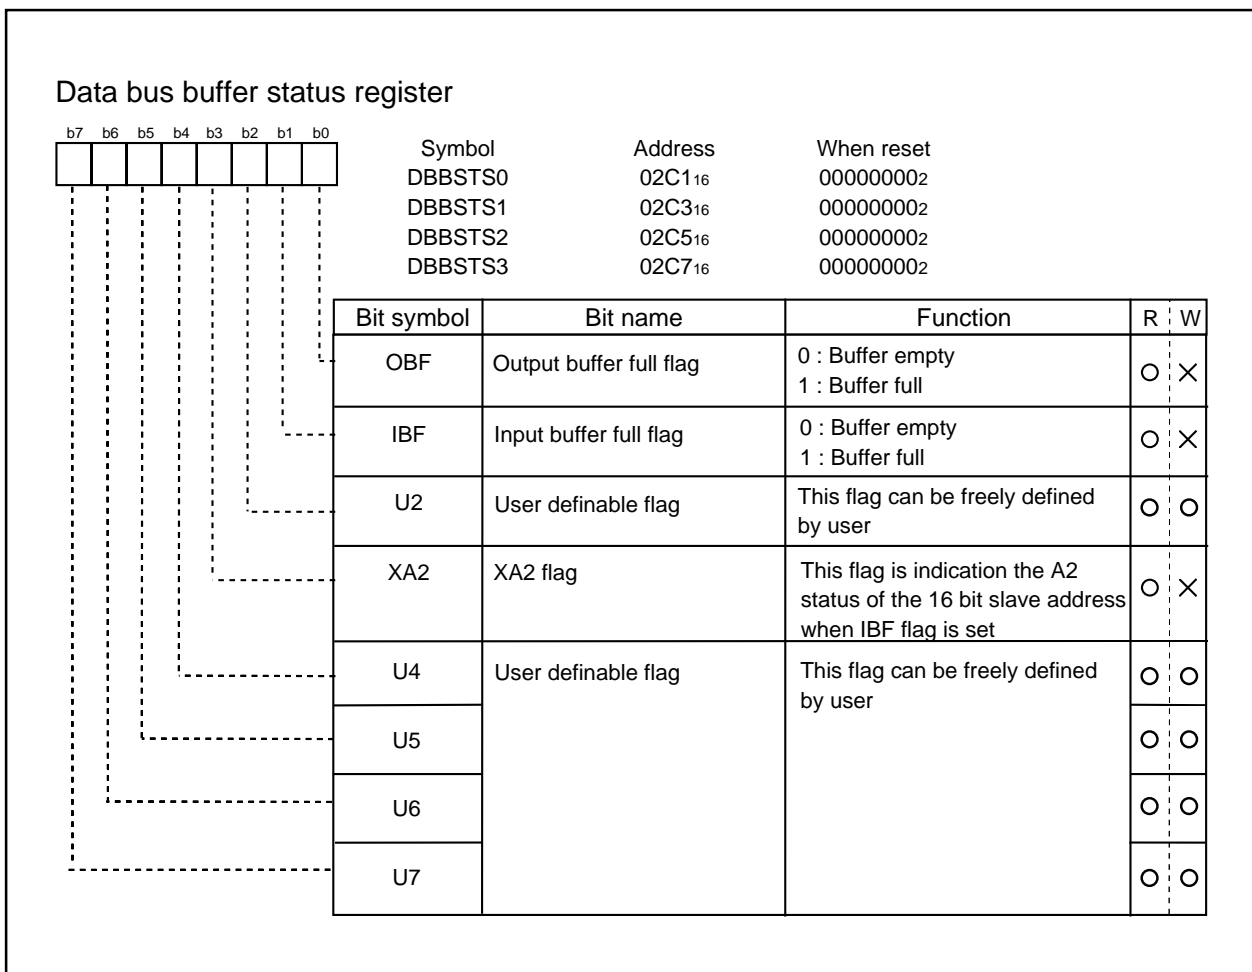 Data bus buffer status register
b7 b6 b5 b4 b3 b2 b1 b0
Symbol Address When reset
DBBSTS0 02C116 000000002
DBBSTS1 02C316 000000002
DBBSTS2 02C516 000000002
DBBSTS3 02C716 000000002
Bit symbol Bit name Function R W
OBF Output buffer full flag 0 : Buffer empty
1 : Buffer full
IBF Input buffer full flag 0 : Buffer empty
1 : Buffer full
U2 User definable flag This flag can be freely defined
by user
XA2 XA2 flag This flag is indication the A2
status of the 16 bit slave address
when IBF flag is set
U4 User definable flag This flag can be freely defined
by user
U5
U6
U7